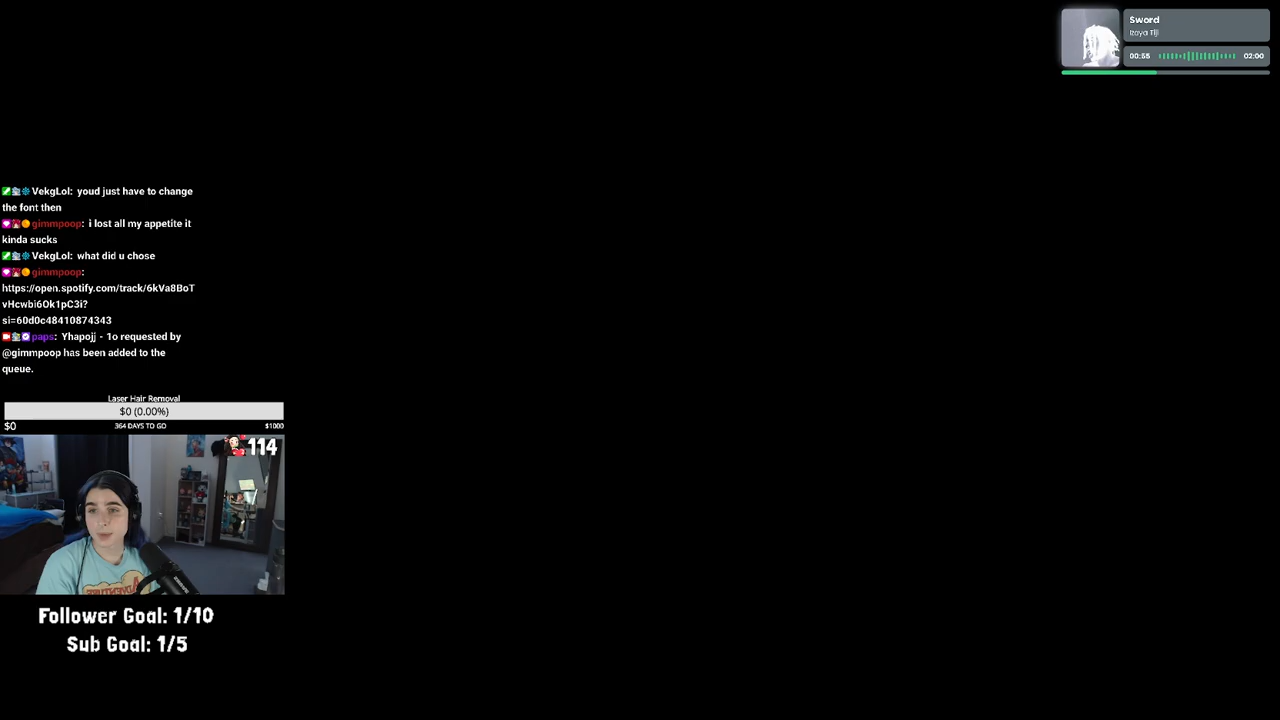 Sword
Izaya Tiji
00:55
02:00
VekgLol: youd just have to change
the font then
gimmpoop: i lost all my appetite it
kinda sucks
VekgLol: what did u chose
gimmpoop:
https://open.spotify.com/track/6kVa8BoT
vHcwbi6Ok1pC3i?
si=60d0c48410874343
paps: Yhapojj - 1o requested by
@gimmpoop has been added to the
queue.
Laser Hair Removal
$0 (0.00%)
$0
364 DAYS TO GO
$1000
114
Follower Goal: 1/10
Sub Goal: 1/5